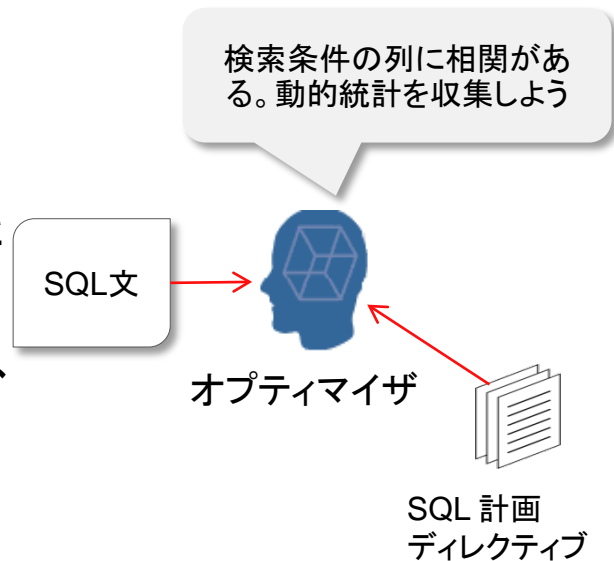 検索条件の列に相関があ
る。動的統計を収集しよう
SQL文
オプティマイザ
SQL 計画
ディレクティブ